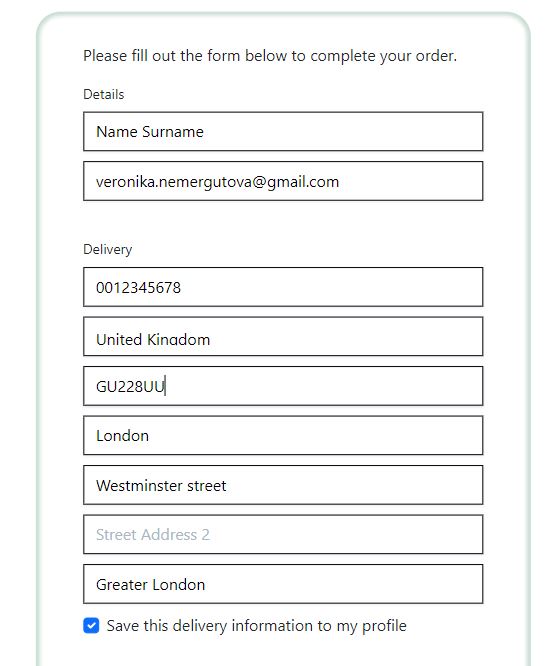 Please fill out the form below to complete your order.
Details
Name Surname
veronika.nemergutova@gmail.com
Delivery
0012345678
United Kingdom
GU228UU
London
Westminster street
Street Address 2
Greater London
Save this delivery information to my profile